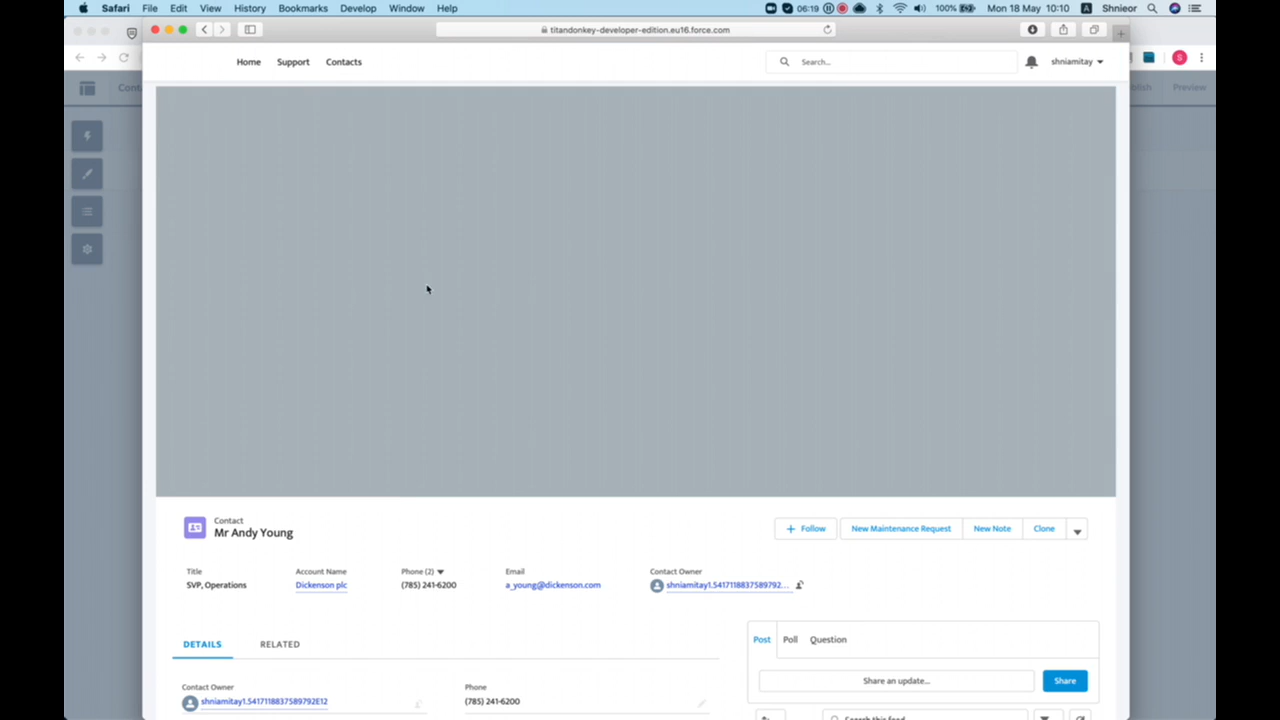 Safari File Edit View History Bookmarks Develop Window Help 06:19 100% Mon 18 May 10:10 Shnieor
titandonkey-developer-edition.eu16.force.com
Home Support Contacts Search... shniamitay
Preview
Contact
Mr Andy Young
Follow New Maintenance Request New Note Clone
Title Account Name Phone (2) Email Contact Owner
SVP, Operations Dickenson plc (785) 241-6200 a_young@dickenson.com shniamitay1.5417118837589792...
Post Poll Question
DETAILS RELATED
Share an update... Share
Contact Owner Phone
shniamitay1.5417118837589792E12 (785) 241-6200
Search this feed...